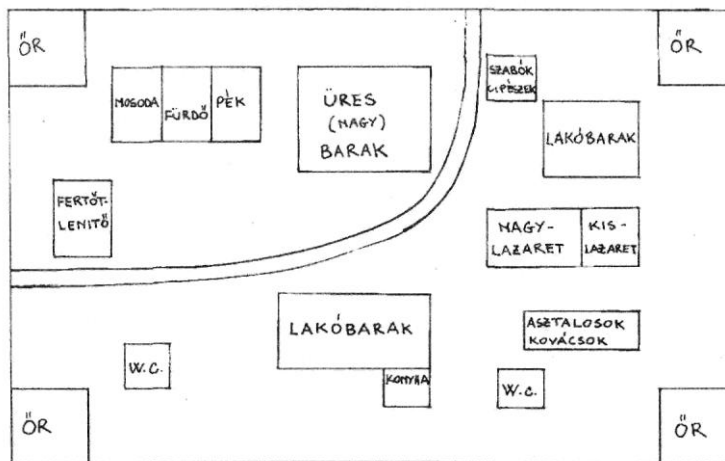 ŐR
MOSODA
FÜRDŐ
PÉK
ÜRES
(NAGY)
BARAK
SZABÓK
CIPÉSZEK
ŐR
LAKÓBARAK
FERTŐT-
LENITŐ
NAGY-
LAZARET
KIS-
LAZARET
LAKÓBARAK
KONYHA
ASZTALOSOK
KOVÁCSOK
W.C.
W.C.
ŐR
ŐR